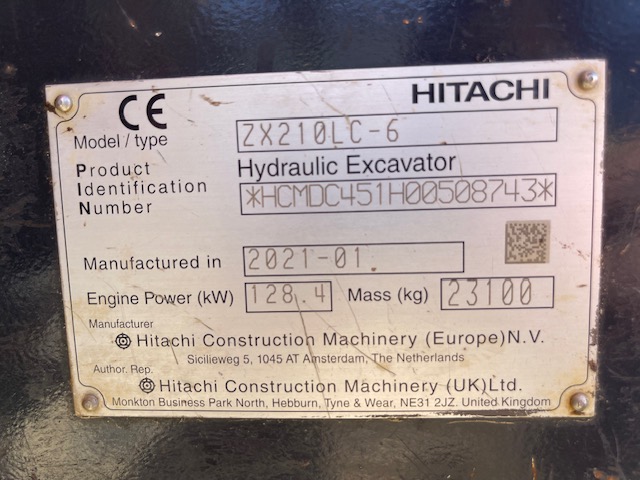 CE HITACHI
Model / type ZX210LC-6
Product Hydraulic Excavator
Identification *HCMDC451H00508743*
Number
Manufactured in 2021-01
Engine Power (kW) 128.4 Mass (kg) 23100
Manufacturer
Hitachi Construction Machinery (Europe)N.V.
Sicilieweg 5, 1045 AT Amsterdam, The Netherlands
Author. Rep.
Hitachi Construction Machinery (UK)Ltd.
Monkton Business Park North, Hebburn, Tyne & Wear, NE31 2JZ. United Kingdom